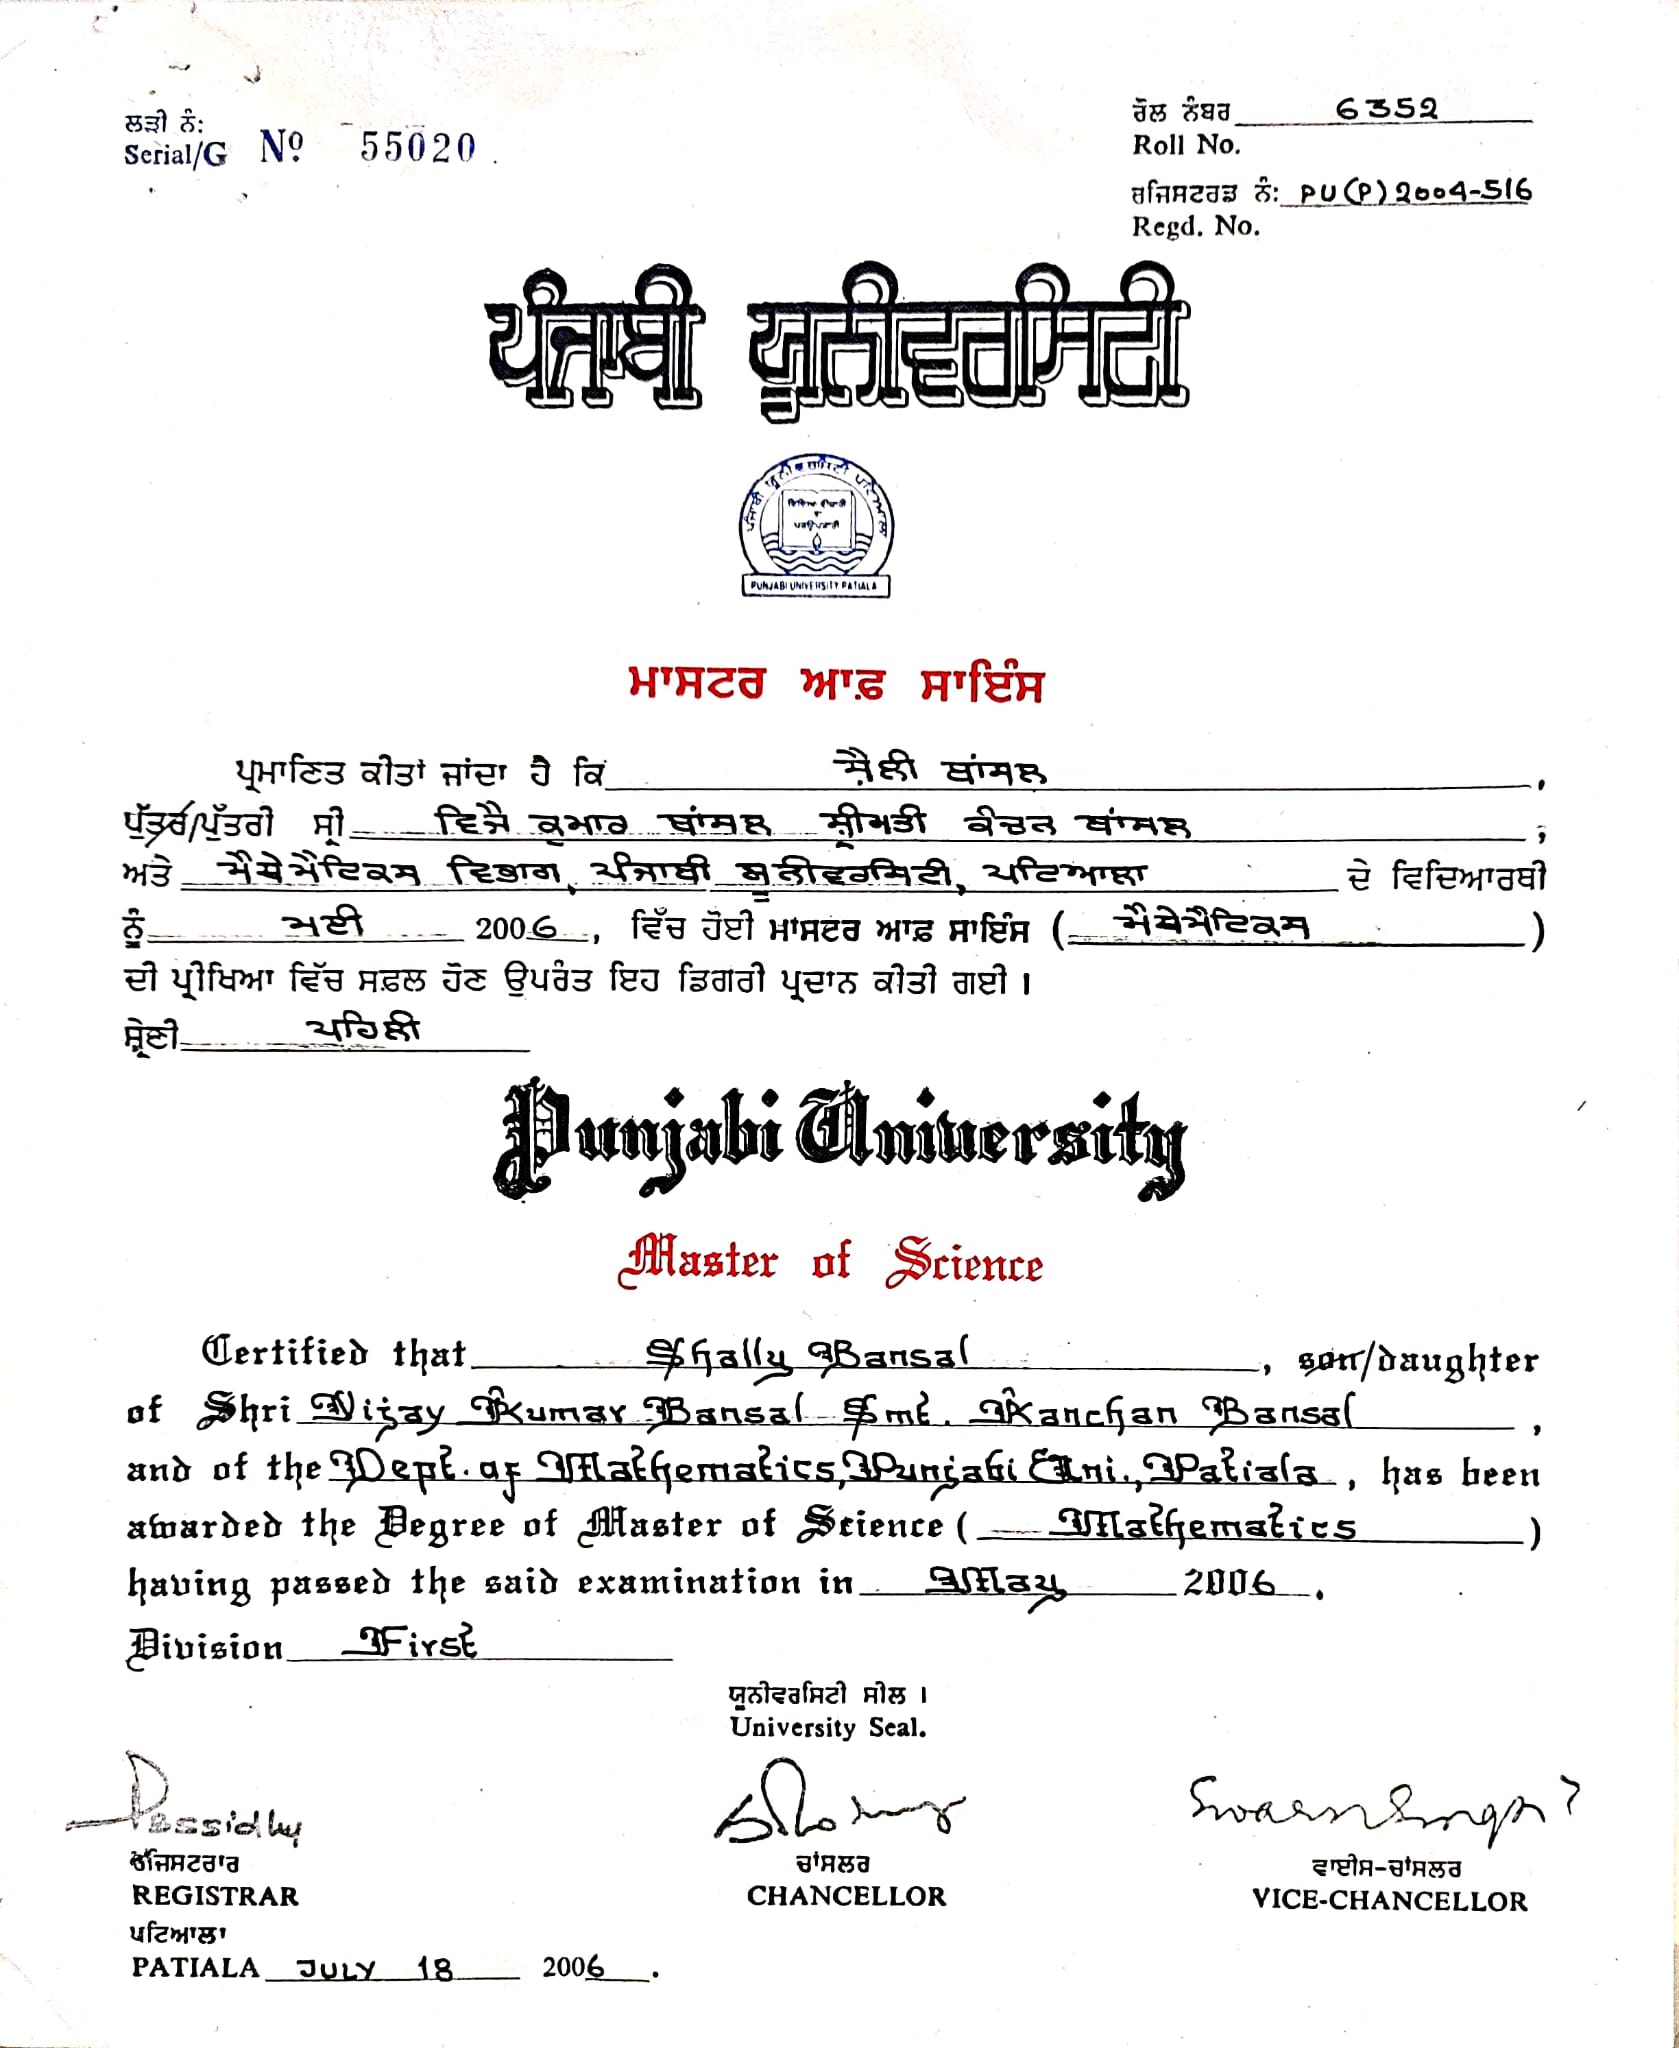 ਲੜੀ ਨੰ:
Serial/G Nº 55020
ਰੋਲ ਨੰਬਰ 6352
Roll No.
ਰਜਿਸਟਰਡ ਨੰ: PU(P)2004-516
Regd. No.
ਪੰਜਾਬੀ ਯੂਨੀਵਰਸਿਟੀ
ਪੰਜਾਬੀ ਯੂਨੀਵਰਸਿਟੀ ਪਟਿਆਲਾ
PUNJABI UNIVERSITY PATIALA
ਮਾਸਟਰ ਆਫ਼ ਸਾਇੰਸ
ਪ੍ਰਮਾਣਿਤ ਕੀਤਾਂ ਜਾਂਦਾ ਹੈ ਕਿ ਸ਼ੈਲੀ ਬਾਂਸਲ,
ਪੁੱਤਰ/ਪੁੱਤਰੀ ਸ੍ਰੀ ਵਿਜੈ ਕੁਮਾਰ ਬਾਂਸਲ ਸ਼੍ਰੀਮਤੀ ਕੰਚਨ ਬਾਂਸਲ,
ਅਤੇ ਮੈਥੇਮੈਟਿਕਸ ਵਿਭਾਗ, ਪੰਜਾਬੀ ਯੂਨੀਵਰਸਿਟੀ, ਪਟਿਆਲਾ ਦੇ ਵਿਦਿਆਰਥੀ
ਨੂੰ ਮਈ 2006, ਵਿੱਚ ਹੋਈ ਮਾਸਟਰ ਆਫ਼ ਸਾਇੰਸ (ਮੈਥੇਮੈਟਿਕਸ)
ਦੀ ਪ੍ਰੀਖਿਆ ਵਿੱਚ ਸਫ਼ਲ ਹੋਣ ਉਪਰੰਤ ਇਹ ਡਿਗਰੀ ਪ੍ਰਦਾਨ ਕੀਤੀ ਗਈ।
ਸ਼੍ਰੇਣੀ ਪਹਿਲੀ
Punjabi University
Master of Science
Certified that Shally Bansal, son/daughter
of Shri Vijay Kumar Bansal Smt. Kanchan Bansal,
and of the Dept. of Mathematics, Punjabi Uni., Patiala, has been
awarded the Degree of Master of Science (Mathematics)
having passed the said examination in May 2006.
Division First
ਯੂਨੀਵਰਸਿਟੀ ਸੀਲ।
University Seal.
ਰਜਿਸਟਰਾਰ
REGISTRAR
ਚਾਂਸਲਰ
CHANCELLOR
Swarn Singh
ਵਾਈਸ-ਚਾਂਸਲਰ
VICE-CHANCELLOR
ਪਟਿਆਲਾ
PATIALA JULY 18 2006.